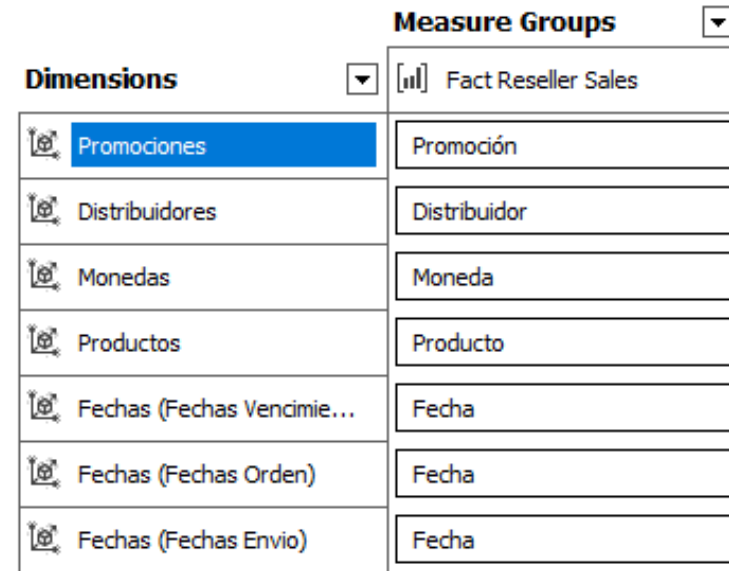 Measure Groups
Dimensions
Fact Reseller Sales
Promociones
Promoción
Distribuidores
Distribuidor
Monedas
Moneda
Productos
Producto
Fechas (Fechas Vencimie...
Fecha
Fechas (Fechas Orden)
Fecha
Fechas (Fechas Envio)
Fecha